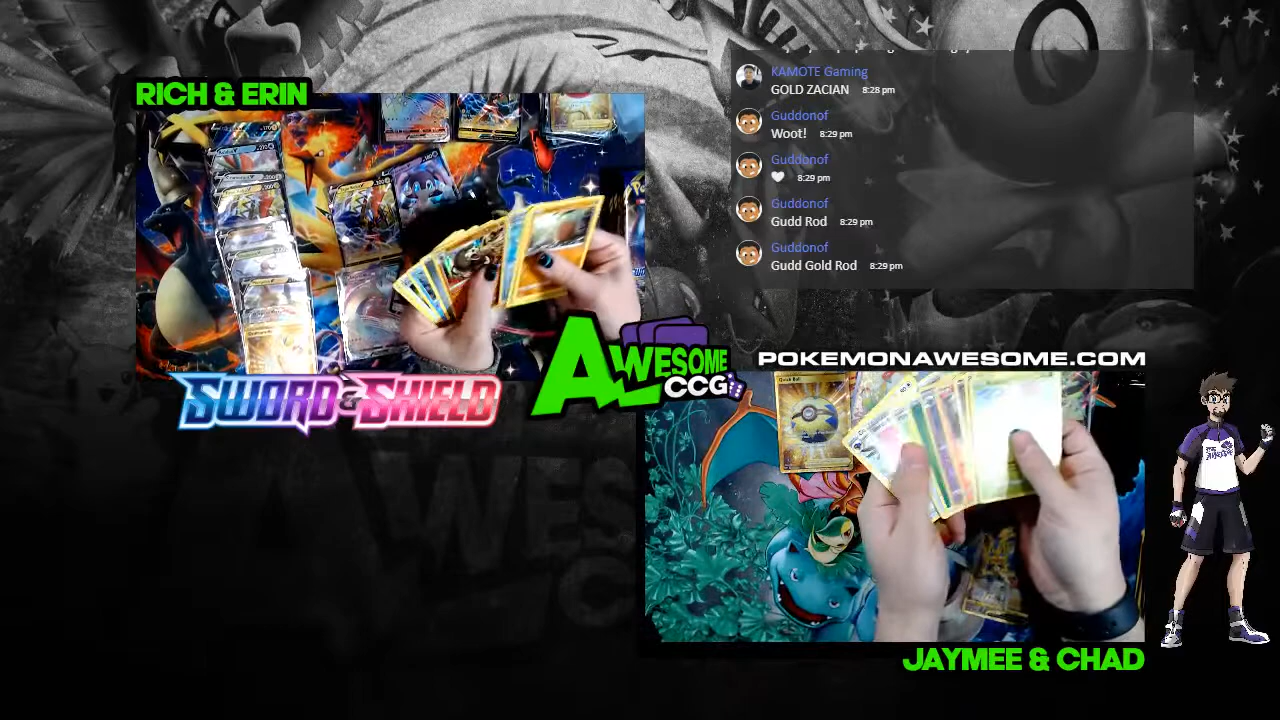 RICH & ERIN
KAMOTE Gaming
GOLD ZACIAN 8:28 pm
Guddonof
Woot! 8:29 pm
Guddonof
8:29 pm
Guddonof
Gudd Rod 8:29 pm
Guddonof
Gudd Gold Rod 8:29 pm
SWORD & SHIELD
AWESOME
CCG
POKEMONAWESOME.COM
Quick Ball
JAYMEE & CHAD